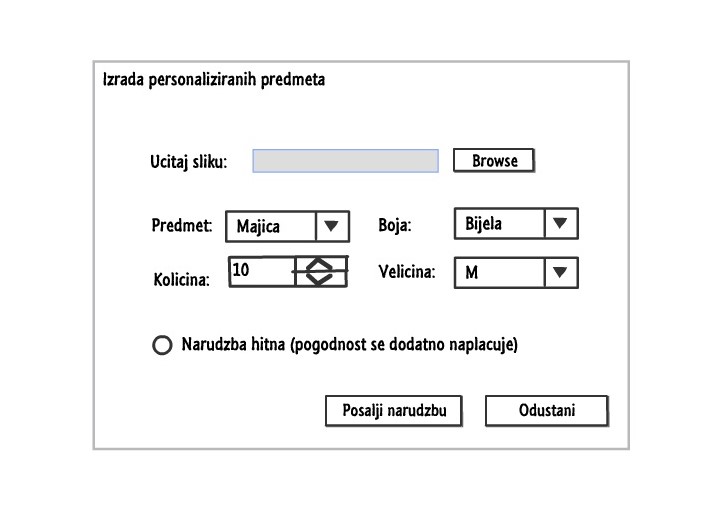 Izrada personaliziranih predmeta
Ucitaj sliku: Browse
Predmet: Majica Boja: Bijela
Kolicina: 10 Velicina: M
Narudzba hitna (pogodnost se dodatno naplacuje)
Posalji narudzbu Odustani